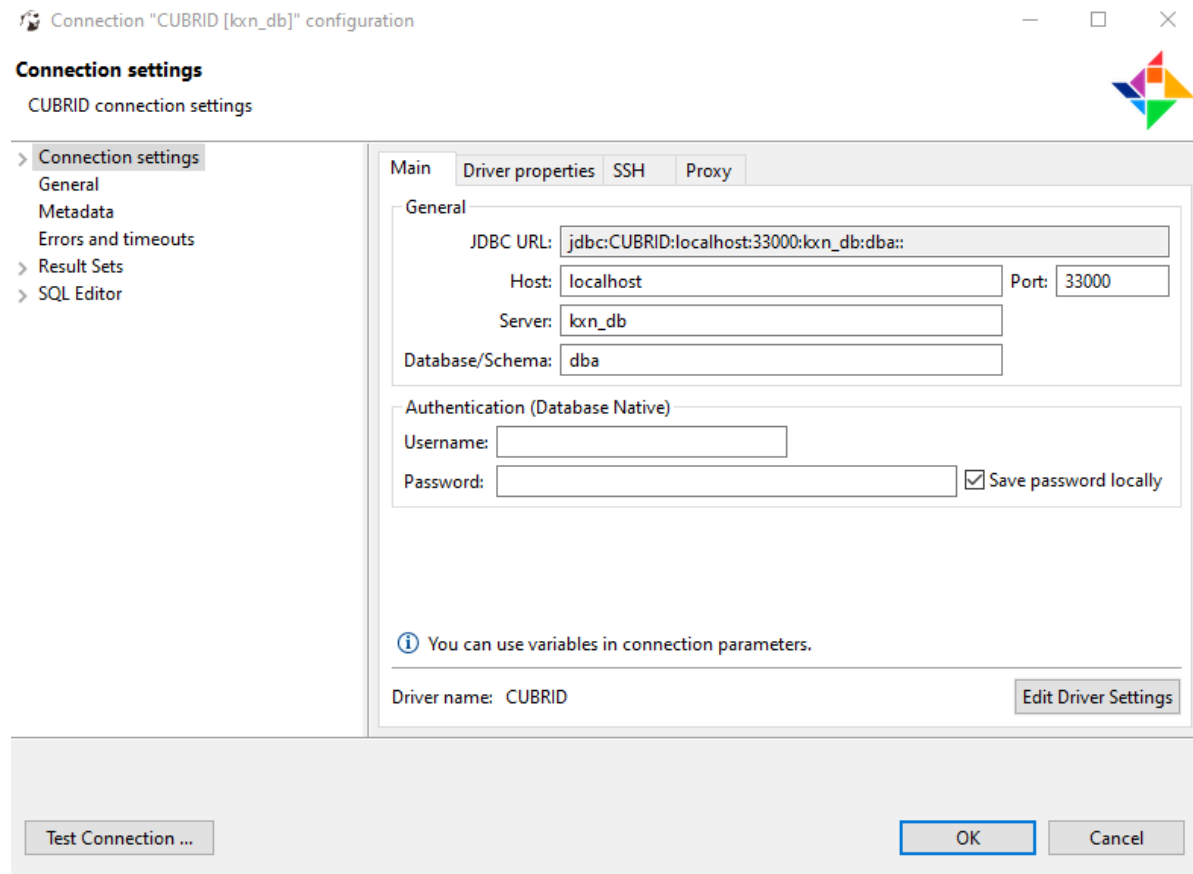 Connection "CUBRID [kxn_db]" configuration
Connection settings
CUBRID connection settings
Connection settings
General
Metadata
Errors and timeouts
Result Sets
SQL Editor
Main Driver properties SSH Proxy
General
JDBC URL: jdbc:CUBRID:localhost:33000:kxn_db:dba::
Host: localhost Port: 33000
Server: kxn_db
Database/Schema: dba
Authentication (Database Native)
Username:
Password: Save password locally
You can use variables in connection parameters.
Driver name: CUBRID Edit Driver Settings
Test Connection ... OK Cancel